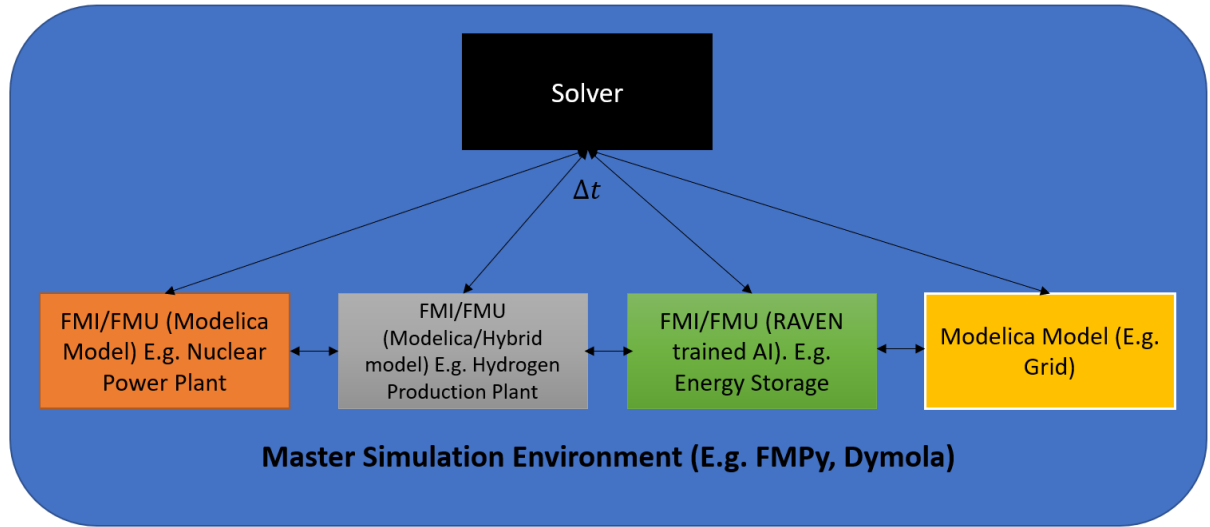 Solver
Δt
FMI/FMU (Modelica
Model) E.g. Nuclear
Power Plant
FMI/FMU
(Modelica/Hybrid
model) E.g. Hydrogen
Production Plant
FMI/FMU (RAVEN
trained AI). E.g.
Energy Storage
Modelica Model (E.g.
Grid)
Master Simulation Environment (E.g. FMPy, Dymola)